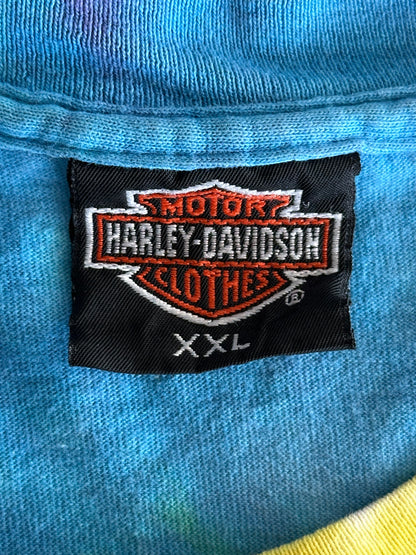 MOTOR
HARLEY-DAVIDSON
CLOTHES
®
XXL